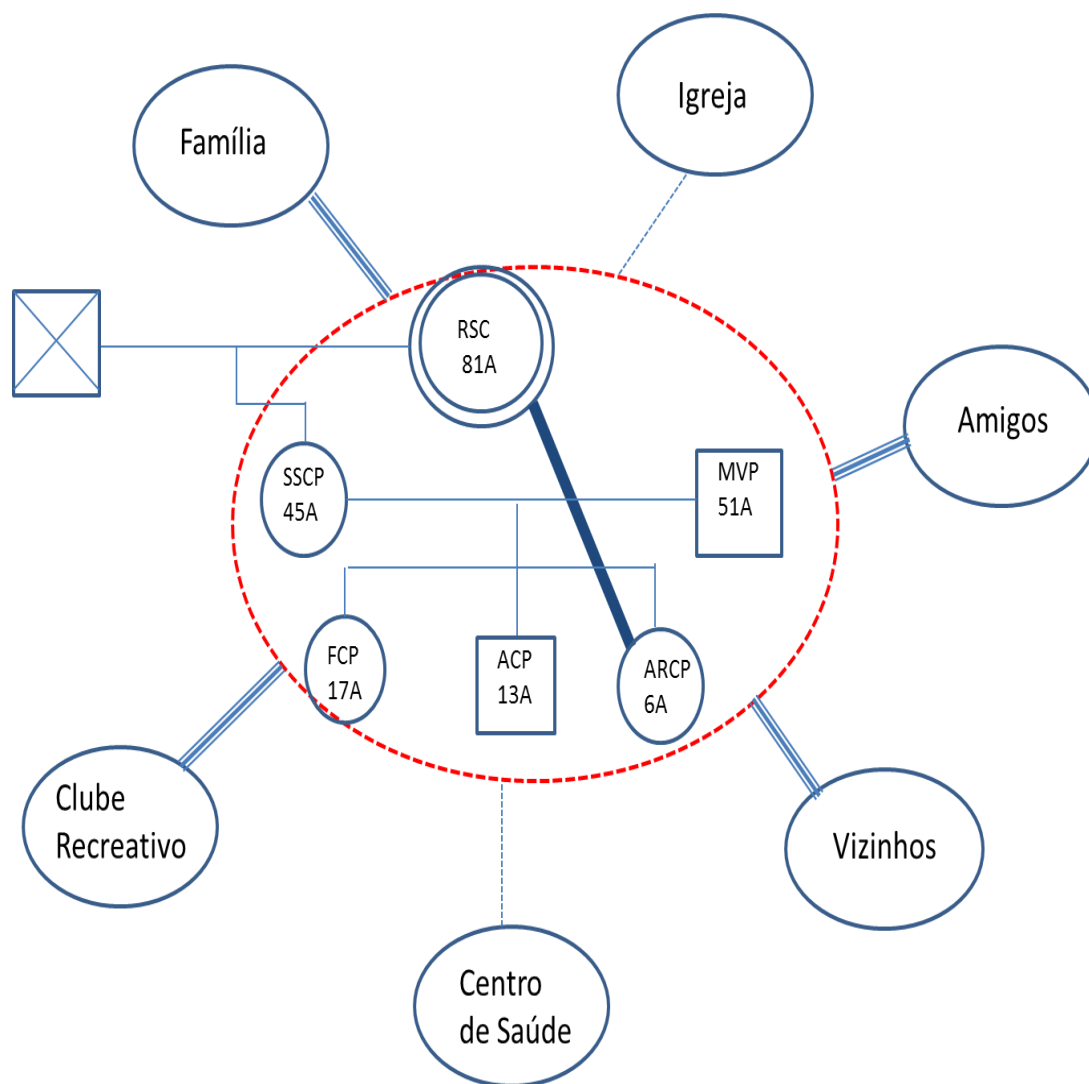 Igreja
Família
RSC
81A
Amigos
SSCP
45A
MVP
51A
FCP
17A
ACP
13A
ARCP
6A
Clube
Recreativo
Vizinhos
Centro
de Saúde